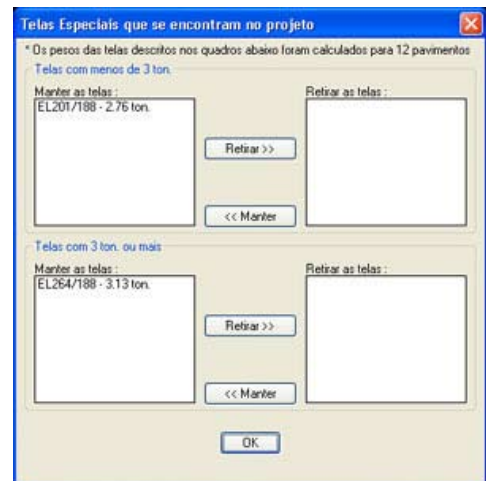 Telas Especiais que se encontram no projeto
* Os pesos das telas descritos nos quadros abaixo foram calculados para 12 pavimentos
Telas com menos de 3 ton.
Manter as telas :
Retirar as telas :
EL201/188 - 2.76 ton.
Retirar >>
<< Manter
Telas com 3 ton. ou mais
Manter as telas :
Retirar as telas :
EL264/188 - 3.13 ton.
Retirar >>
<< Manter
OK